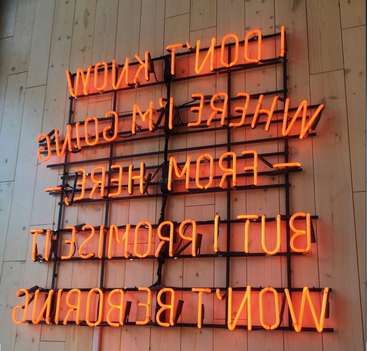 I DON'T KNOW
WHERE I'M GOING
– FROM HERE, –
BUT I PROMISE IT
WON'T BE BORING